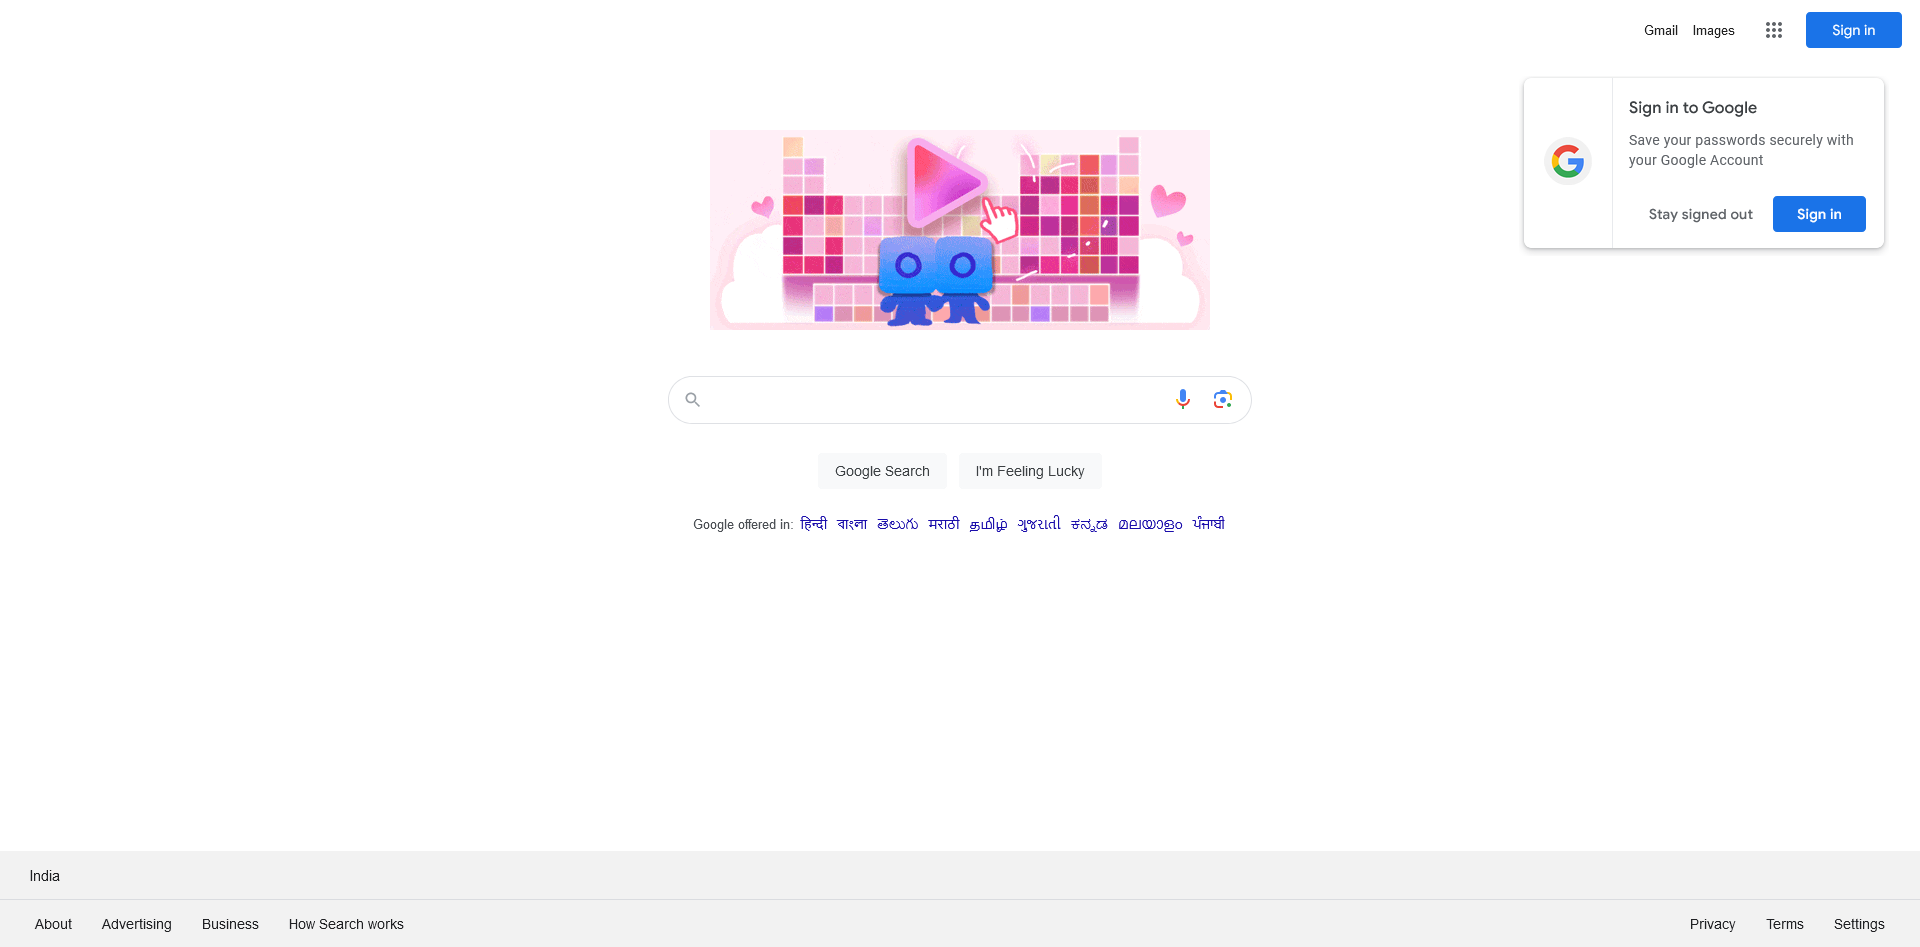 Gmail Images Sign in
Sign in to Google
Save your passwords securely with
your Google Account
Stay signed out Sign in
Google Search I'm Feeling Lucky
Google offered in: हिन्दी বাংলা తెలుగు मराठी தமிழ் ગુજરાતી ಕನ್ನಡ മലയാളം ਪੰਜਾਬੀ
India
About Advertising Business How Search works Privacy Terms Settings